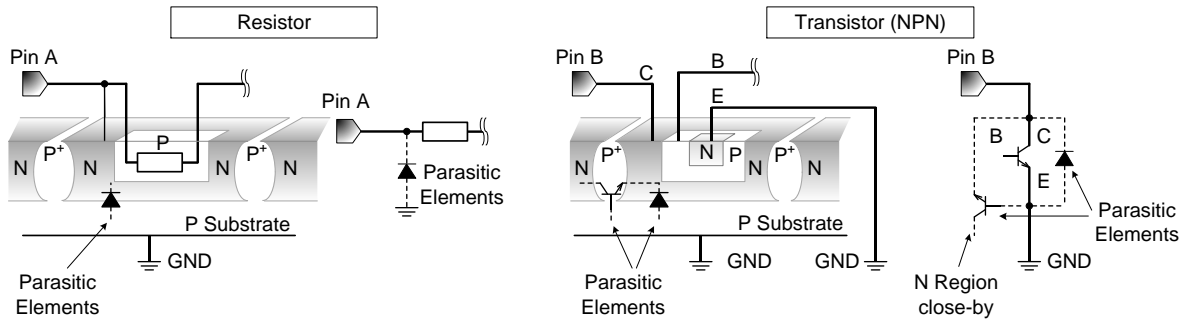 Resistor
Pin A
N
P+
N
P
N
P+
N
P Substrate
GND
Parasitic
Elements
Pin A
Parasitic
Elements
Transistor (NPN)
Pin B
C
B
E
N
P+
N
N
P
N
P+
N
P Substrate
GND
GND
Parasitic
Elements
Pin B
B
C
E
Parasitic
Elements
GND
N Region
close-by